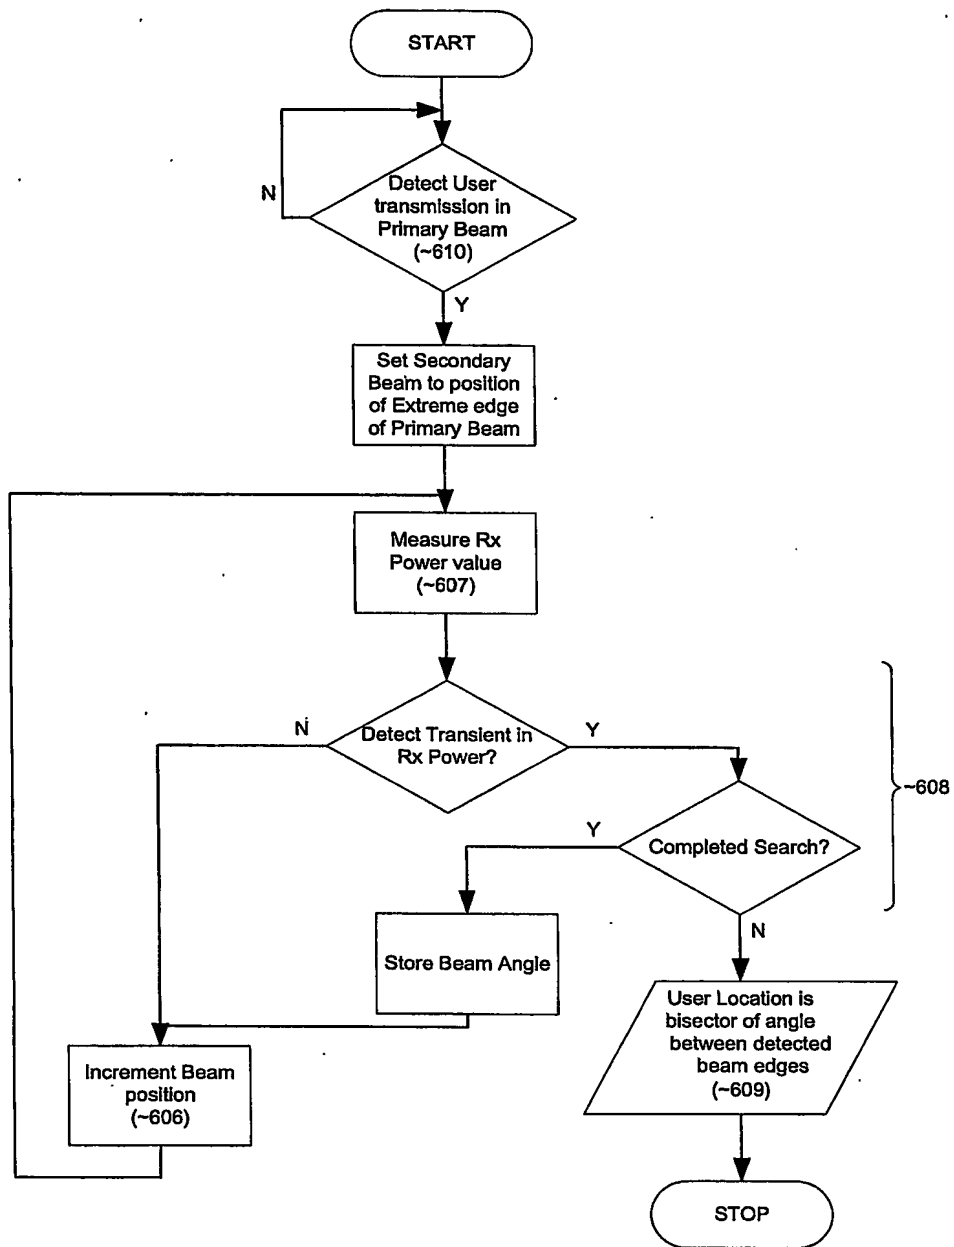 START
N
Detect User
transmission in
Primary Beam
(~610)
Y
Set Secondary
Beam to position
of Extreme edge
of Primary Beam
Measure Rx
Power value
(~607)
N
Detect Transient in
Rx Power?
Y
~608
Y
Completed Search?
N
Store Beam Angle
User Location is
bisector of angle
between detected
beam edges
(~609)
Increment Beam
position
(~606)
STOP